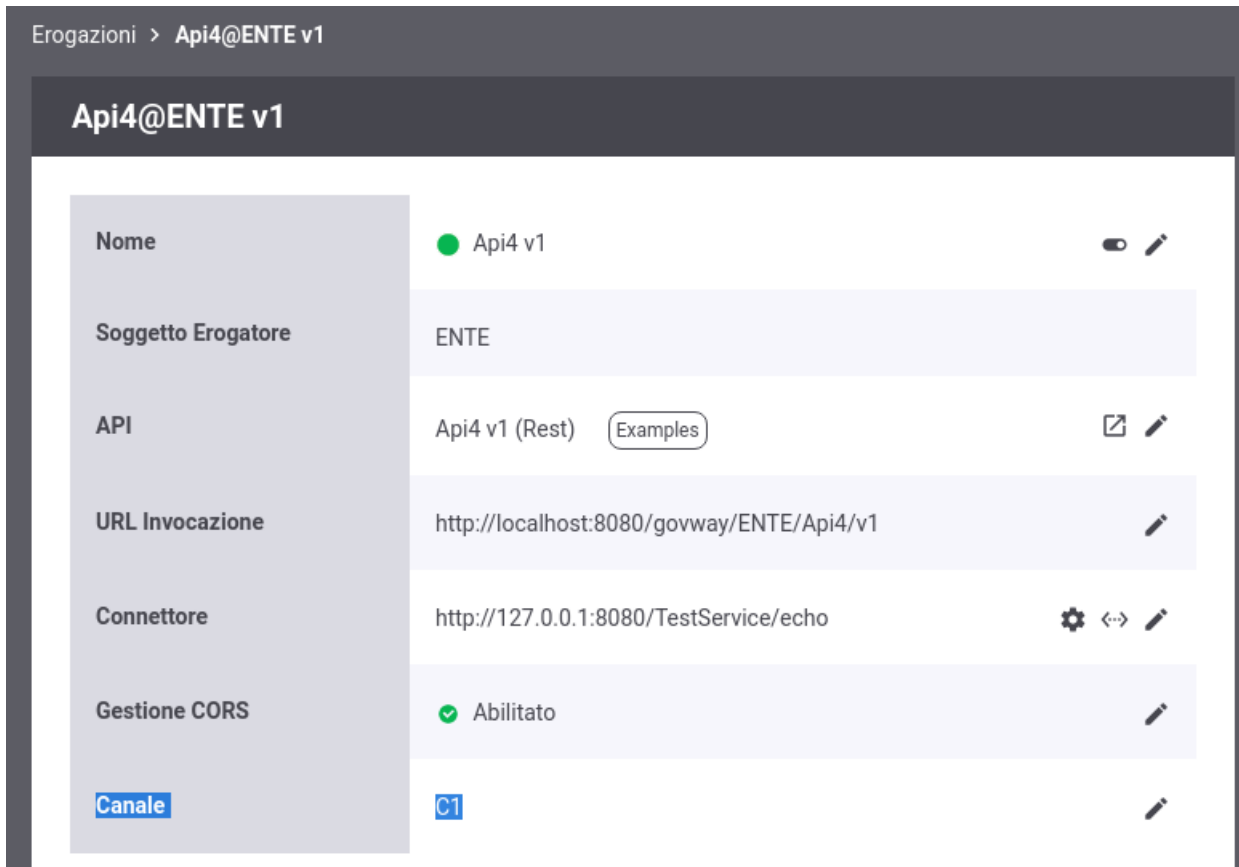 Erogazioni > Api4@ENTE v1
Api4@ENTE v1
Nome Api4 v1
Soggetto Erogatore ENTE
API Api4 v1 (Rest) Examples
URL Invocazione http://localhost:8080/govway/ENTE/Api4/v1
Connettore http://127.0.0.1:8080/TestService/echo
Gestione CORS Abilitato
Canale C1